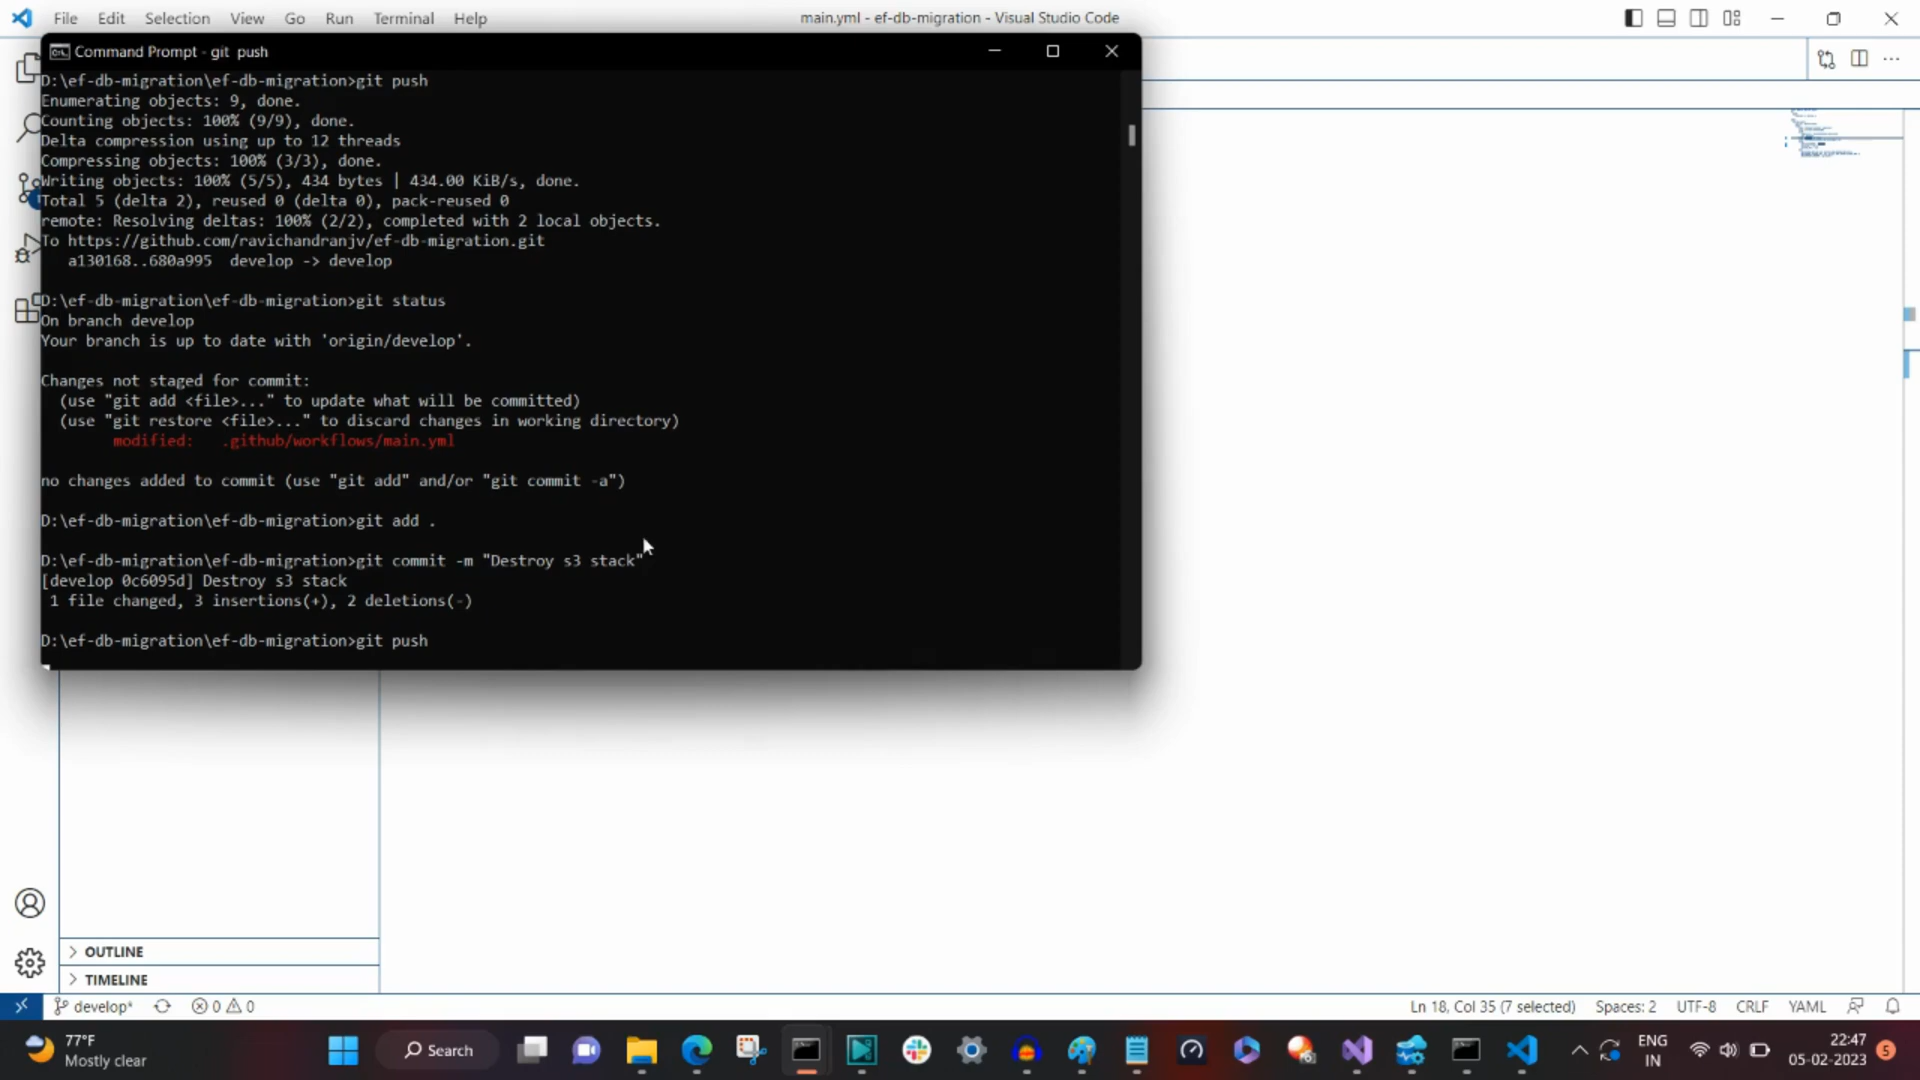 File Edit Selection View Go Run Terminal Help
main.yml - ef-db-migration - Visual Studio Code
Command Prompt - git push
D:\ef-db-migration\ef-db-migration>git push
Enumerating objects: 9, done.
Counting objects: 100% (9/9), done.
Delta compression using up to 12 threads
Compressing objects: 100% (3/3), done.
Writing objects: 100% (5/5), 434 bytes | 434.00 KiB/s, done.
Total 5 (delta 2), reused 0 (delta 0), pack-reused 0
remote: Resolving deltas: 100% (2/2), completed with 2 local objects.
To https://github.com/ravichandranjv/ef-db-migration.git
a130168..680a995 develop -> develop
D:\ef-db-migration\ef-db-migration>git status
On branch develop
Your branch is up to date with 'origin/develop'.
Changes not staged for commit:
(use "git add <file>..." to update what will be committed)
(use "git restore <file>..." to discard changes in working directory)
modified: .github/workflows/main.yml
no changes added to commit (use "git add" and/or "git commit -a")
D:\ef-db-migration\ef-db-migration>git add .
D:\ef-db-migration\ef-db-migration>git commit -m "Destroy s3 stack"
[develop 0c6095d] Destroy s3 stack
1 file changed, 3 insertions(+), 2 deletions(-)
D:\ef-db-migration\ef-db-migration>git push
OUTLINE
TIMELINE
develop* 0 0
Ln 18, Col 35 (7 selected) Spaces: 2 UTF-8 CRLF YAML
77°F
Mostly clear
Search
ENG
IN
22:47
05-02-2023
5